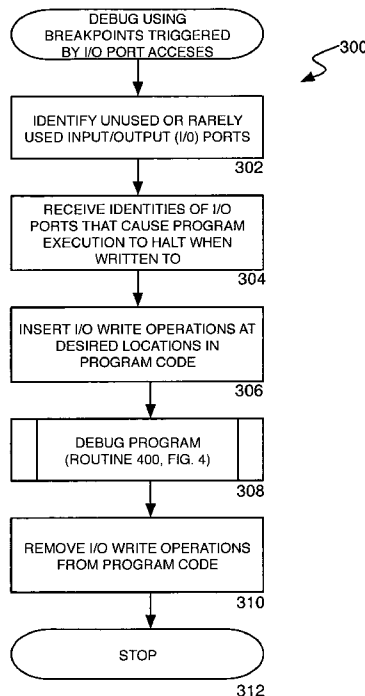 DEBUG USING
BREAKPOINTS TRIGGERED
BY I/O PORT ACCESES
300
IDENTIFY UNUSED OR RARELY
USED INPUT/OUTPUT (I/0) PORTS
302
RECEIVE IDENTITIES OF I/O
PORTS THAT CAUSE PROGRAM
EXECUTION TO HALT WHEN
WRITTEN TO
304
INSERT I/O WRITE OPERATIONS AT
DESIRED LOCATIONS IN
PROGRAM CODE
306
DEBUG PROGRAM
(ROUTINE 400, FIG. 4)
308
REMOVE I/O WRITE OPERATIONS
FROM PROGRAM CODE
310
STOP
312